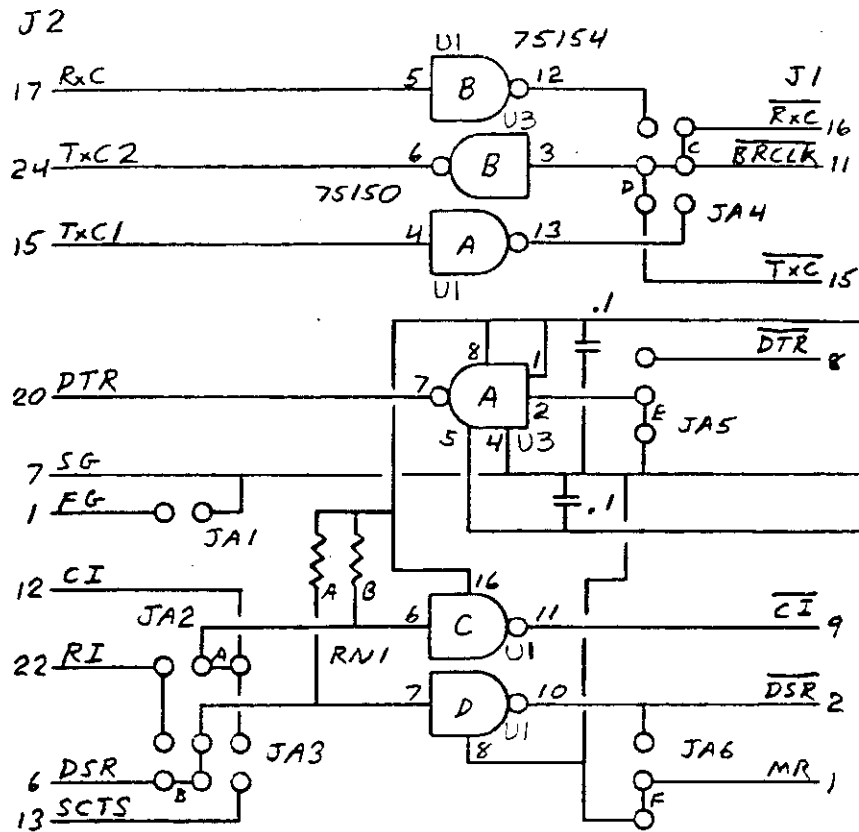 J2
U1 75154
17 RxC 5 B 12 J1
U3 RxC 16
24 TxC2 6 B 3 C BRCLK 11
75150 D
15 TxC1 4 A 13 JA4
U1 TxC 15
.1
8 1 DTR 8
20 DTR 7 A 2 E
5 4 U3 JA5
7 SG
1 FG .1
JA1
12 CI A B 16
JA2 6 C 11 CI 9
22 RI A RN1 U1
7 D 10 DSR 2
8 U1
JA3 JA6
6 DSR B MR 1
13 SCTS F